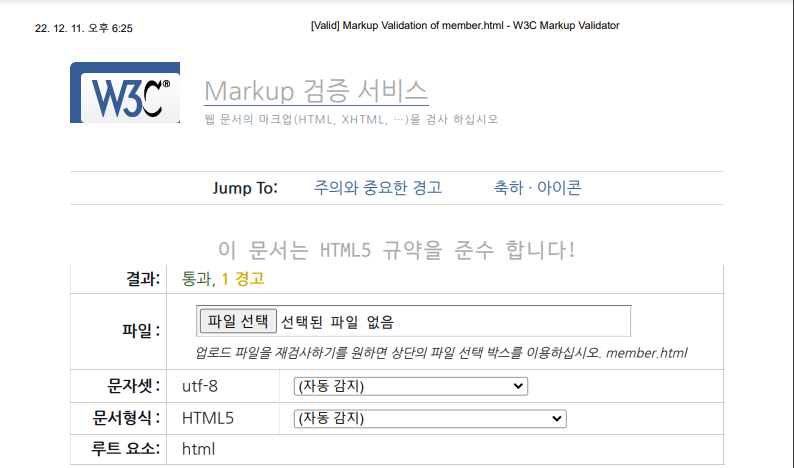 22. 12. 11. 오후 6:25
[Valid] Markup Validation of member.html - W3C Markup Validator
W3C®
Markup 검증 서비스
웹 문서의 마크업(HTML, XHTML, …)을 검사 하십시오
Jump To: 주의와 중요한 경고 축하 · 아이콘
이 문서는 HTML5 규약을 준수 합니다!
결과: 통과, 1 경고
파일 : 파일 선택 선택된 파일 없음
업로드 파일을 재검사하기를 원하면 상단의 파일 선택 박스를 이용하십시오. member.html
문자셋 : utf-8 (자동 감지)
문서형식 : HTML5 (자동 감지)
루트 요소: html